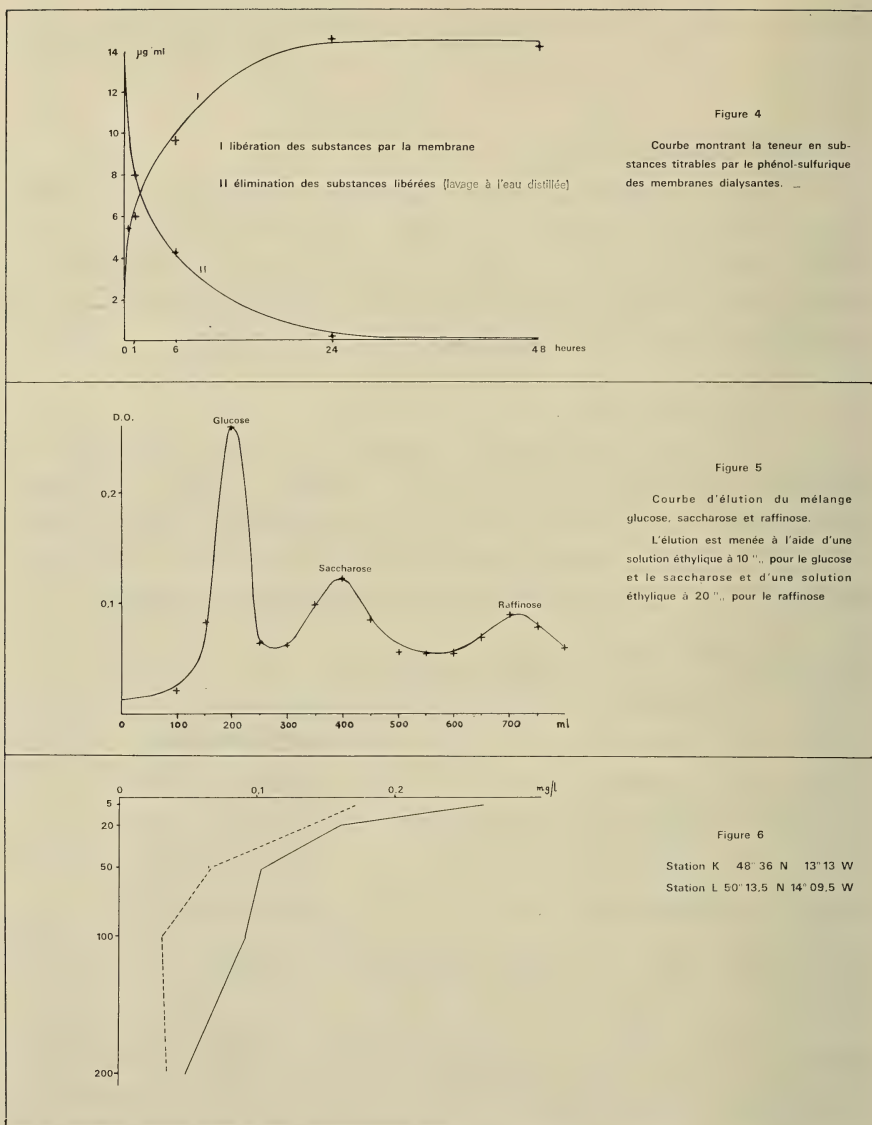 14
µg ml
12
10
8
6
4
2
I
I libération des substances par la membrane
II élimination des substances libérées (lavage à l'eau distillée)
II
0 1 6 24 48 heures
Figure 4
Courbe montrant la teneur en sub-
stances titrables par le phénol-sulfurique
des membranes dialysantes.
D.O.
0,2
0,1
Glucose
Saccharose
Raffinose
0 100 200 300 400 500 600 700 ml
Figure 5
Courbe d'élution du mélange
glucose, saccharose et raffinose.
L'élution est menée à l'aide d'une
solution éthylique à 10 ",, pour le glucose
et le saccharose et d'une solution
éthylique à 20 ",, pour le raffinose
0 0,1 0,2 mg/l
5
20
50
100
200
Figure 6
Station K 48° 36 N 13° 13 W
Station L 50° 13,5 N 14° 09,5 W